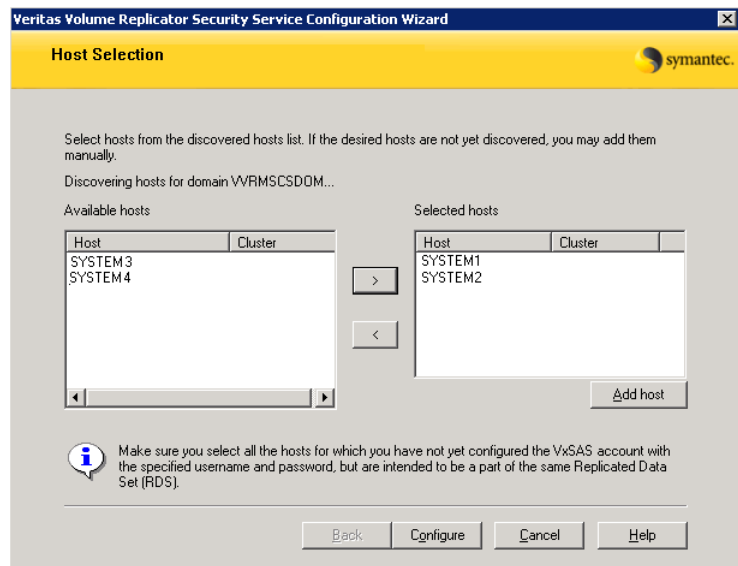 Veritas Volume Replicator Security Service Configuration Wizard
Host Selection
symantec.
Select hosts from the discovered hosts list. If the desired hosts are not yet discovered, you may add them
manually.
Discovering hosts for domain VVRMSCSDOM...
Available hosts
Selected hosts
Host Cluster
SYSTEM3
SYSTEM4
>
<
Host Cluster
SYSTEM1
SYSTEM2
Add host
Make sure you select all the hosts for which you have not yet configured the VxSAS account with
the specified username and password, but are intended to be a part of the same Replicated Data
Set (RDS).
Back Configure Cancel Help